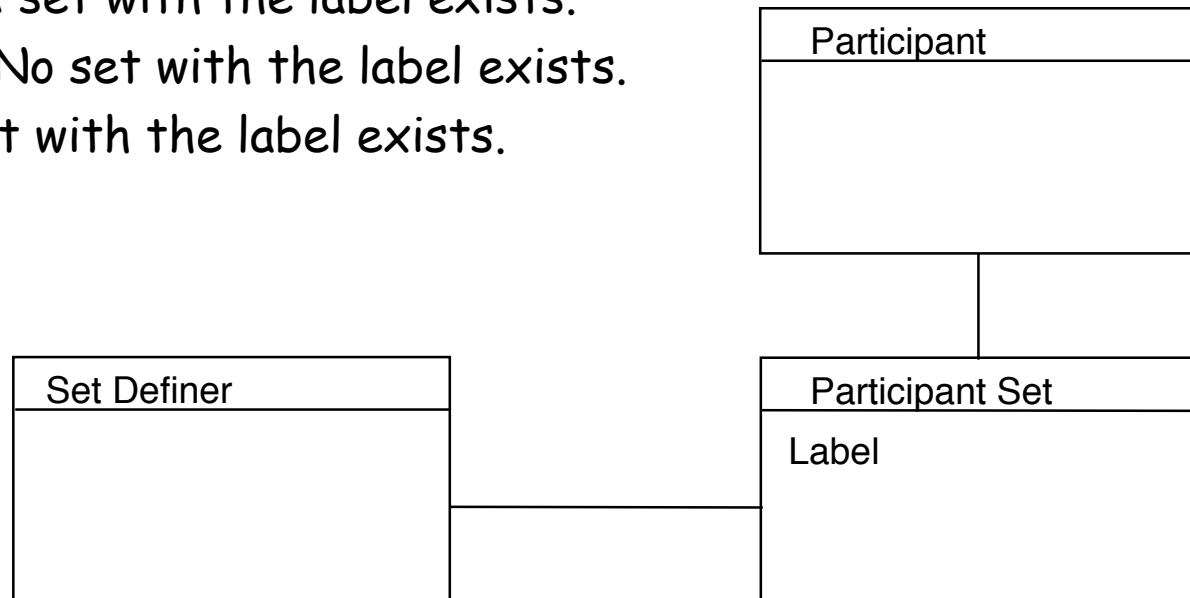 set with the label exists.
No set with the label exists.
t with the label exists.
Participant
Set Definer
Participant Set
Label